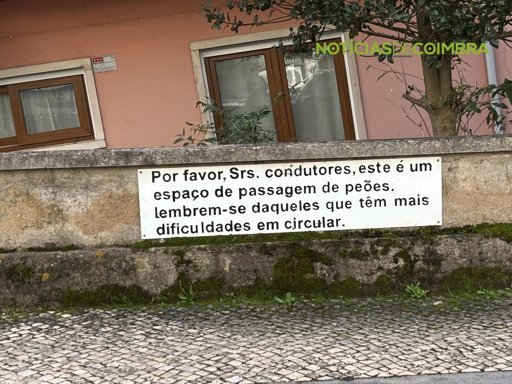 NOTÍCIAS DE COIMBRA
Por favor, Srs. condutores, este é um
espaço de passagem de peões.
lembrem-se daqueles que têm mais
dificuldades em circular.